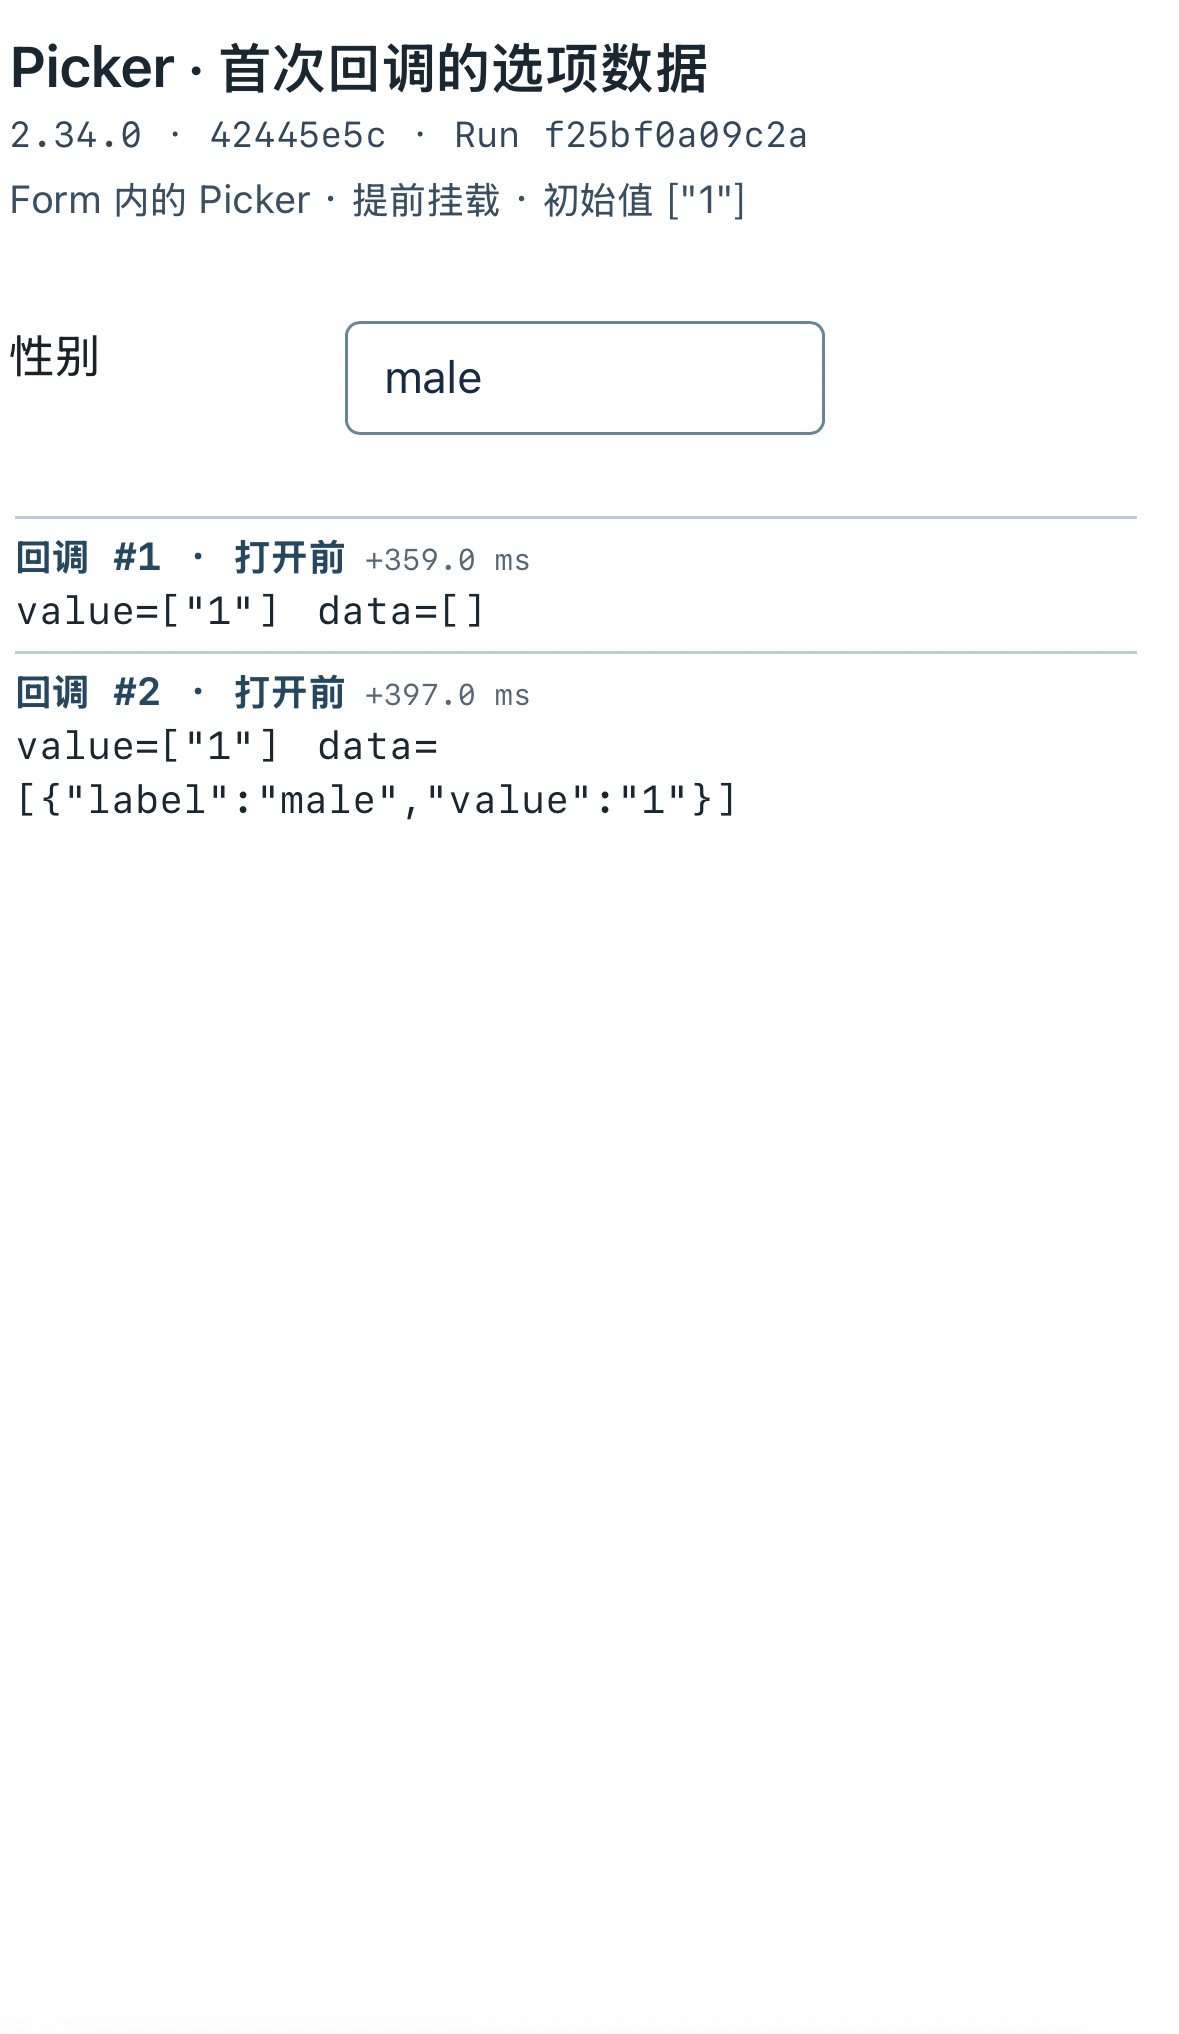 Picker · 首次回调的选项数据
2.34.0 · 42445e5c · Run f25bf0a09c2a
Form 内的 Picker · 提前挂载 · 初始值 ["1"]
性别
male
回调 #1 · 打开前 +359.0 ms
value=["1"] data=[]
回调 #2 · 打开前 +397.0 ms
value=["1"] data=
[{"label":"male","value":"1"}]